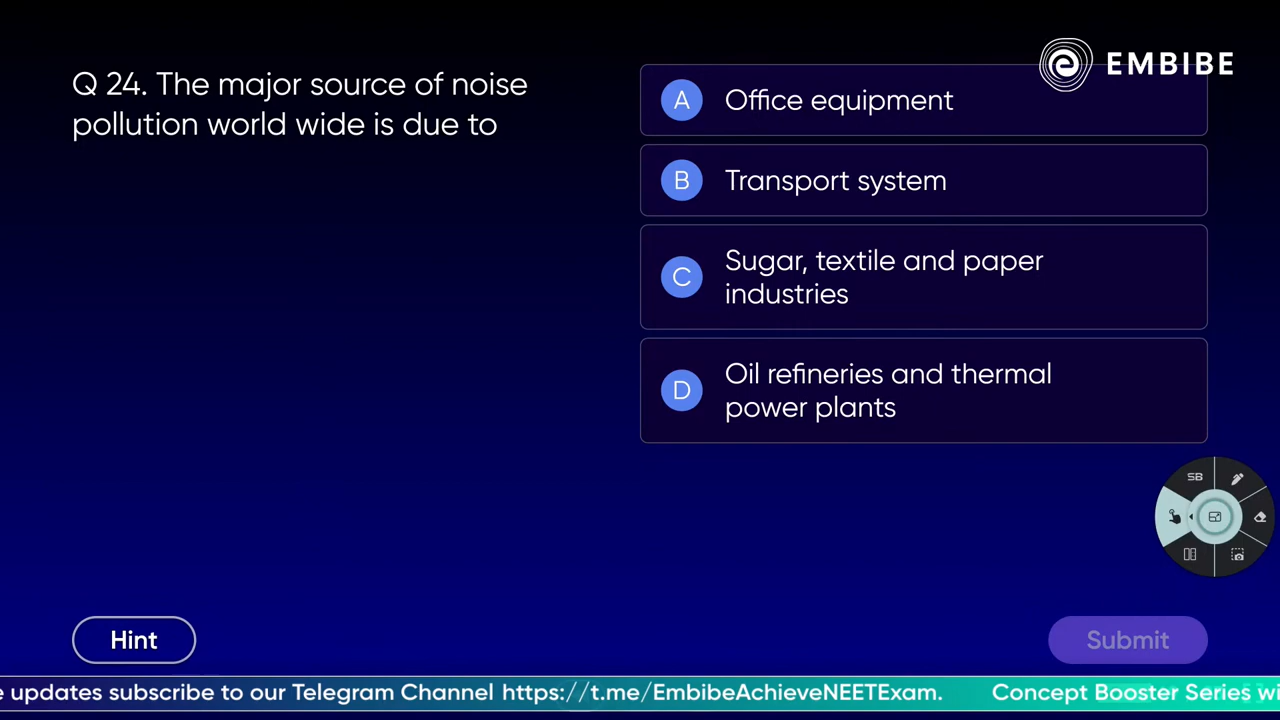 EMBIBE
Q 24. The major source of noise
pollution world wide is due to
A Office equipment
B Transport system
C Sugar, textile and paper
industries
D Oil refineries and thermal
power plants
SB
Hint
Submit
e updates subscribe to our Telegram Channel https://t.me/EmbibeAchieveNEETExam. Concept Booster Series wi